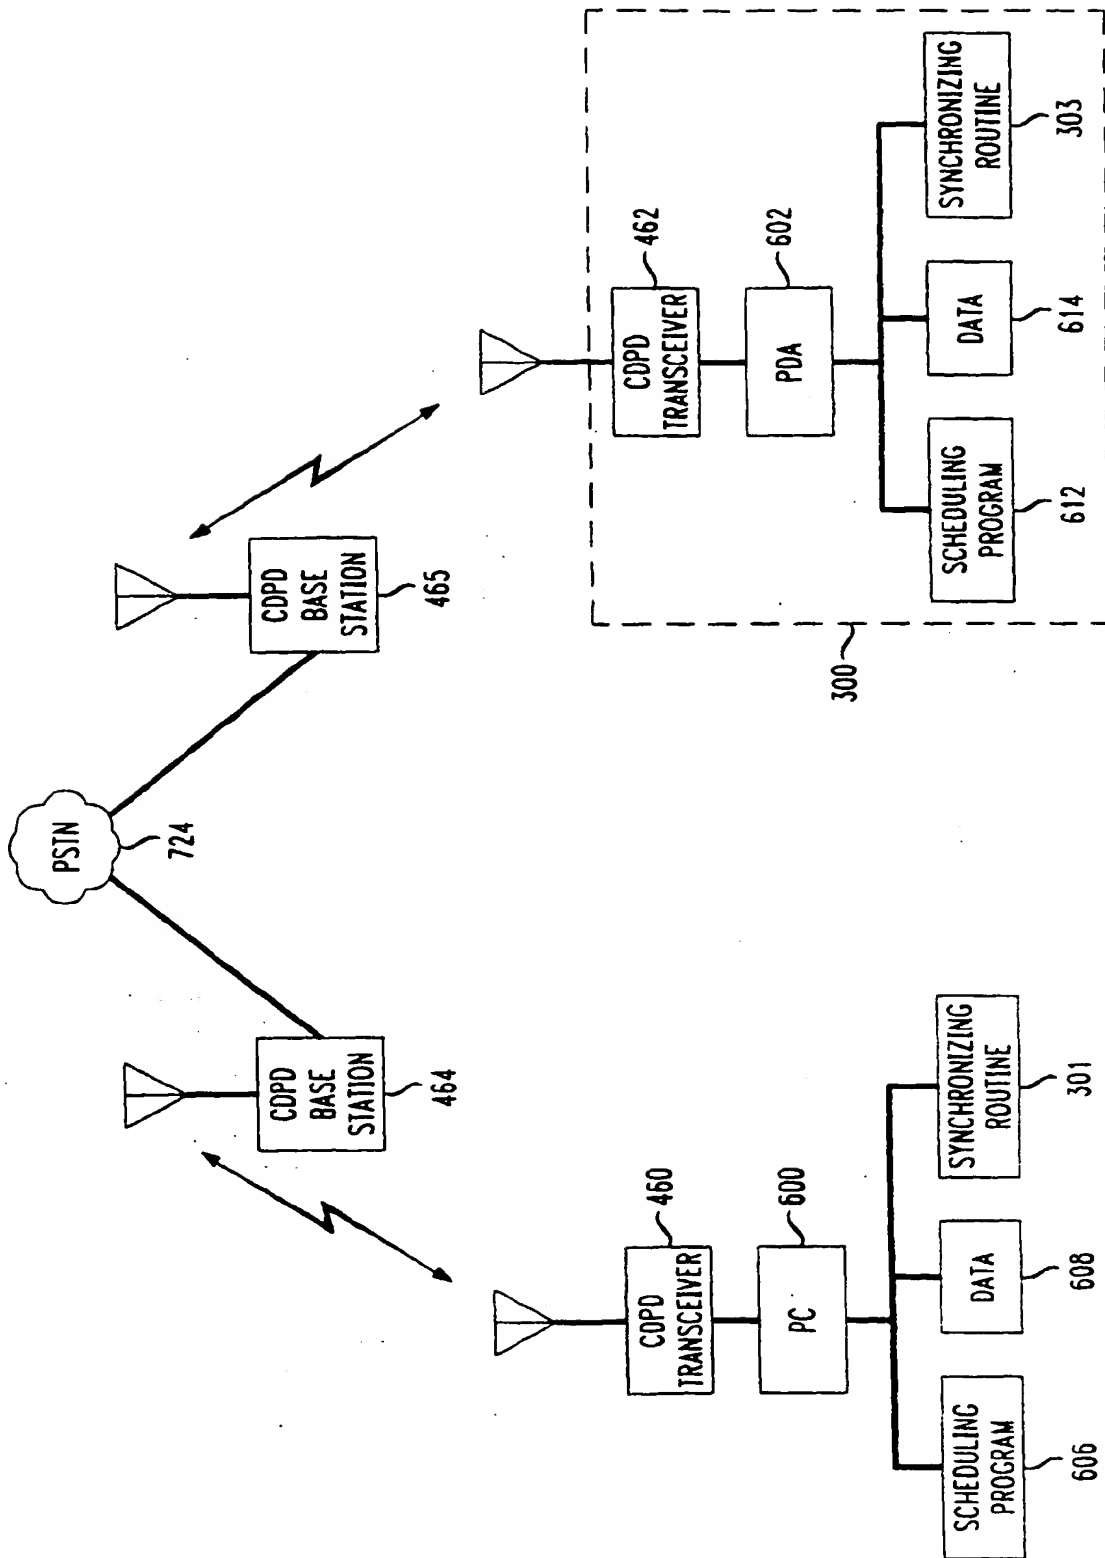 PSTN
724
CDPD
BASE
STATION
464
CDPD
BASE
STATION
465
CDPD
TRANSCEIVER
460
PC
600
SCHEDULING
PROGRAM
606
DATA
608
SYNCHRONIZING
ROUTINE
301
300
CDPD
TRANSCEIVER
462
PDA
602
SCHEDULING
PROGRAM
612
DATA
614
SYNCHRONIZING
ROUTINE
303